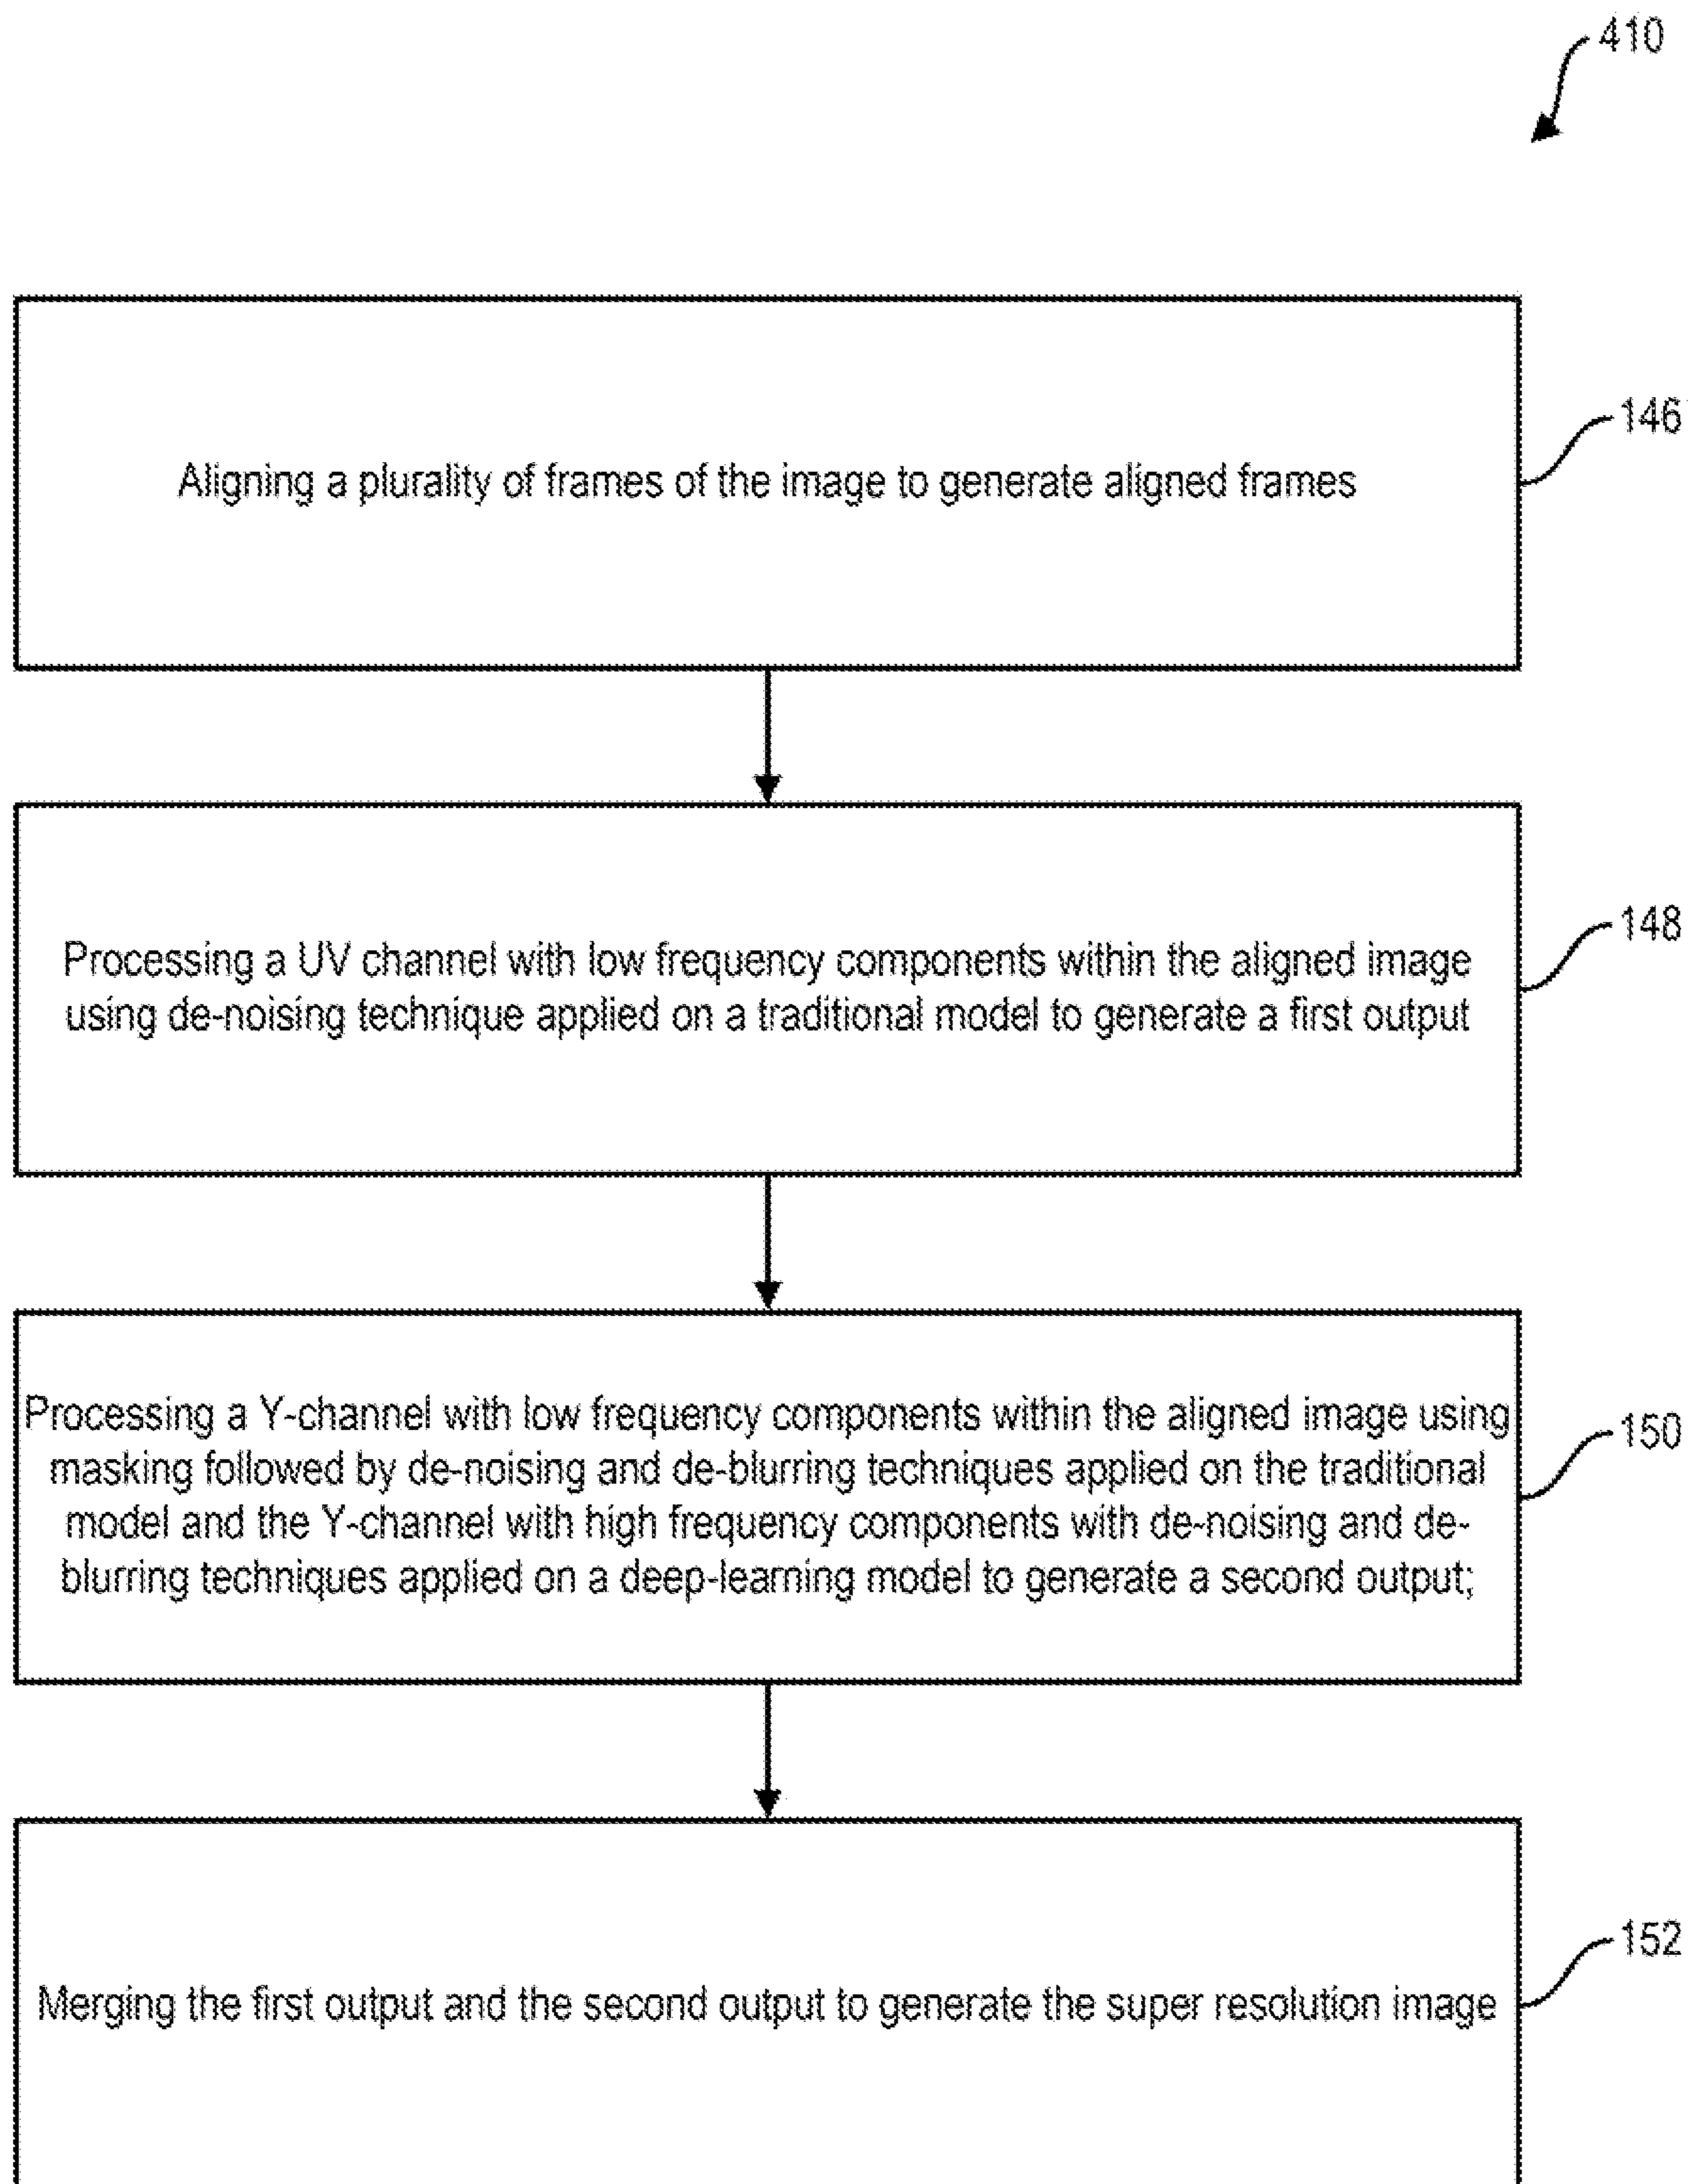 410
Aligning a plurality of frames of the image to generate aligned frames
146
Processing a UV channel with low frequency components within the aligned image
using de-noising technique applied on a traditional model to generate a first output
148
Processing a Y-channel with low frequency components within the aligned image using
masking followed by de-noising and de-blurring techniques applied on the traditional
model and the Y-channel with high frequency components with de-noising and de-
blurring techniques applied on a deep-learning model to generate a second output;
150
Merging the first output and the second output to generate the super resolution image
152